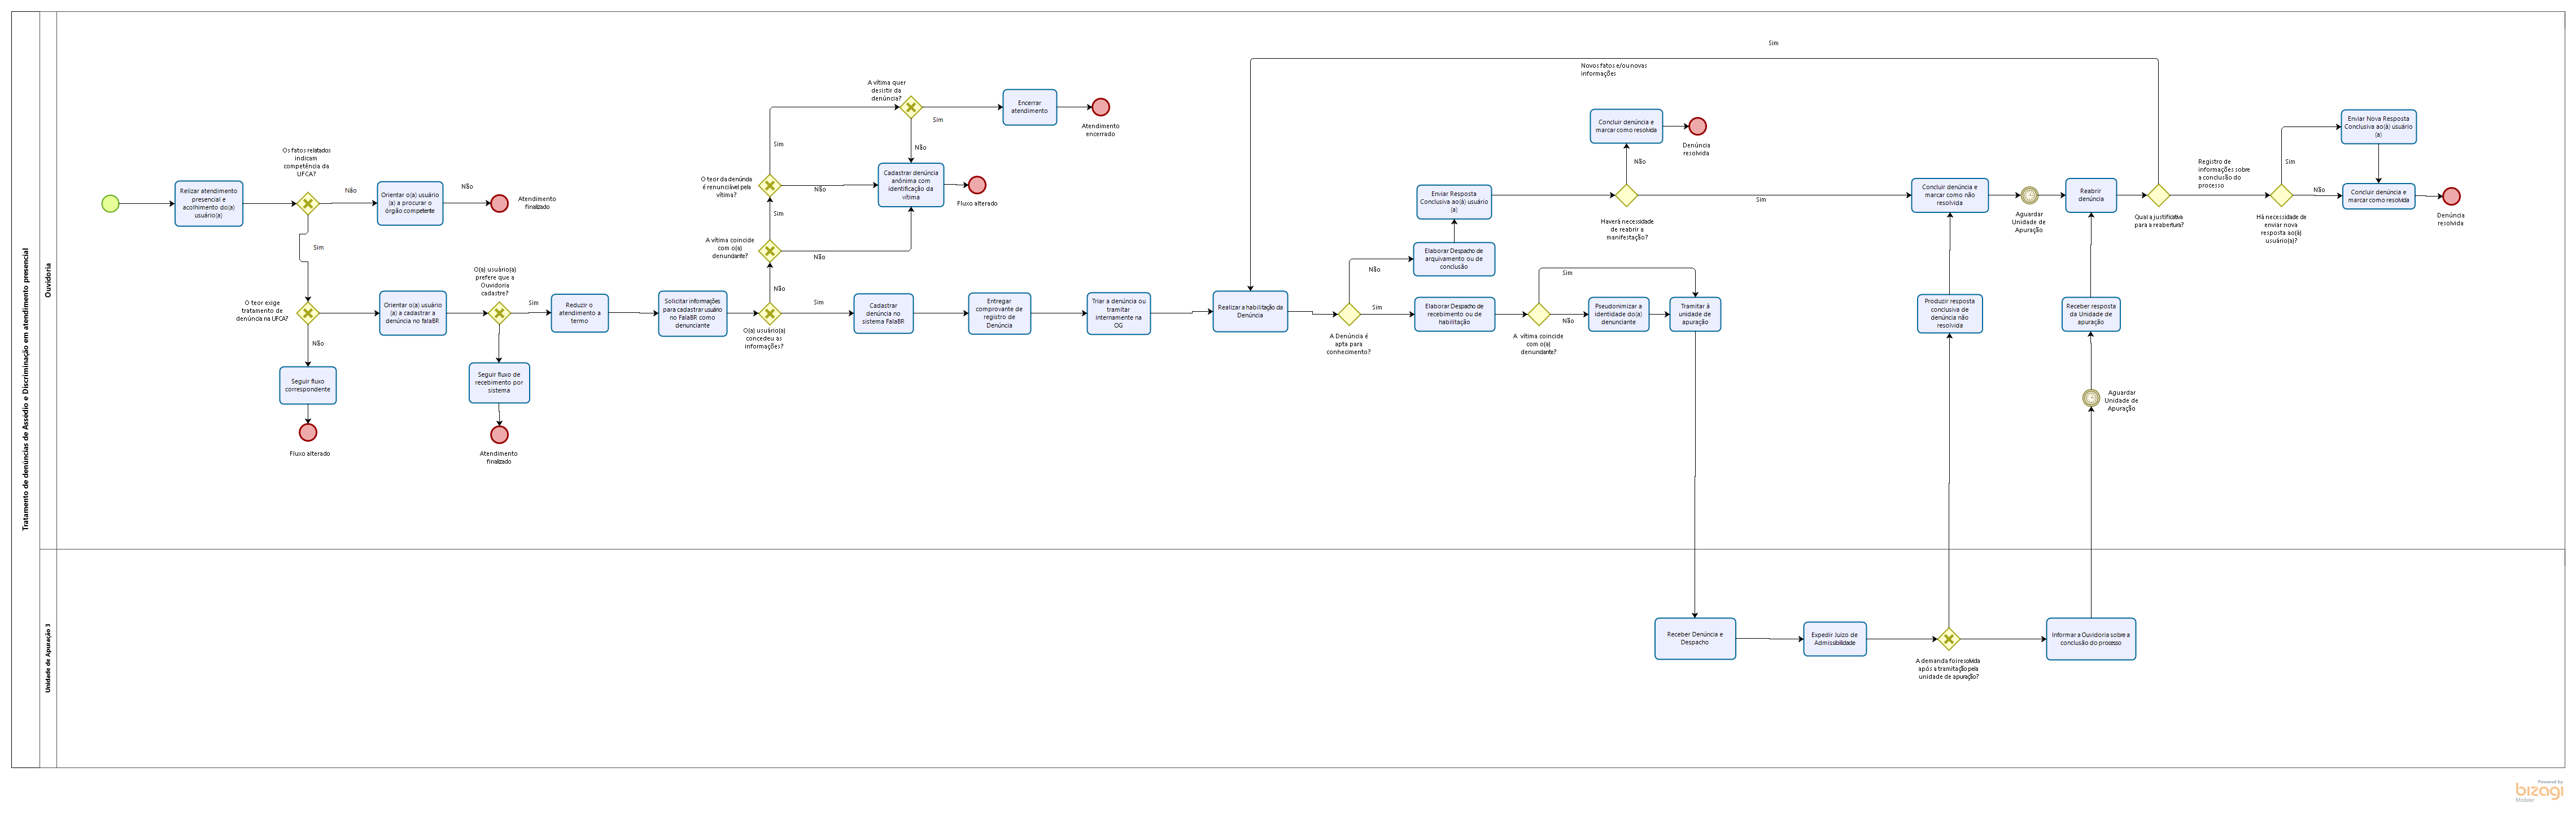 Tratamento de denúncias de Assédio e Discriminação em atendimento presencial
Ouvidoria
Relizar atendimento
presencial e
acolhimento do(a)
usuário(a)
Os fatos relatados
indicam
competência da
UFCA?
Não
Orientar o(a) usuário
(a) a procurar o
órgão competente
Não
Atendimento
finalizado
Sim
O teor exige
tratamento de
denúncia na UFCA?
Não
Seguir fluxo
correspondente
Fluxo alterado
Orientar o(a) usuário
(a) a cadastrar a
denúncia no falaBR
O(a) usuário(a)
prefere que a
Ouvidoria
cadastre?
Sim
Seguir fluxo de
recebimento por
sistema
Atendimento
finalizado
Reduzir o
atendimento a
termo
Solicitar informações
para cadastrar usuário
no FalaBR como
denunciante
O(a) usuário(a)
concedeu as
informações?
Não
A vítima coincide
com o(a)
denundante?
Não
Sim
O teor da denúncia
é renunciável pela
vítima?
Não
Sim
A vítima quer
desistir da
denúncia?
Sim
Não
Encerrar
atendimento
Atendimento
encerrado
Cadastrar denúncia
anônima com
identificação da
vítima
Fluxo alterado
Sim
Cadastrar
denúncia no
sistema FalaBR
Entregar
comprovante de
registro de
Denúncia
Triar a denúncia ou
tramitar
internamente na
OG
Realizar a habilitação da
Denúncia
A Denúncia é
apta para
conhecimento?
Não
Sim
Elaborar Despacho de
arquivamento ou de
conclusão
Enviar Resposta
Conclusiva ao(à) usuário
(a)
Haverá necessidade
de reabrir a
manifestação?
Não
Concluir denúncia e
marcar como resolvida
Denúncia
resolvida
Sim
Elaborar Despacho de
recebimento ou de
habilitação
A vítima coincide
com o(a)
denundante?
Sim
Não
Pseudonimizar a
identidade do(a)
denunciante
Tramitar à
unidade de
apuração
Sim
Novos fatos e/ou novas
informações
Concluir denúncia e
marcar como não
resolvida
Aguardar
Unidade de
Apuração
Reabrir
denúncia
Qual a justificativa
para a reabertura?
Registro de
informações sobre
a conclusão do
processo
Há necessidade de
enviar nova
resposta ao(à)
usuário(a)?
Sim
Não
Enviar Nova Resposta
Conclusiva ao(à) usuário
(a)
Concluir denúncia e
marcar como resolvida
Denúncia
resolvida
Produzir resposta
conclusiva de
denúncia não
resolvida
Receber resposta
da Unidade de
apuração
Aguardar
Unidade de
Apuração
Unidade de Apuração 3
Receber Denúncia e
Despacho
Expedir Juízo de
Admissibilidade
A demanda foi resolvida
após a tramitação pela
unidade de apuração?
Informar a Ouvidoria sobre a
conclusão do processo
Powered by
bizagi
Modeler